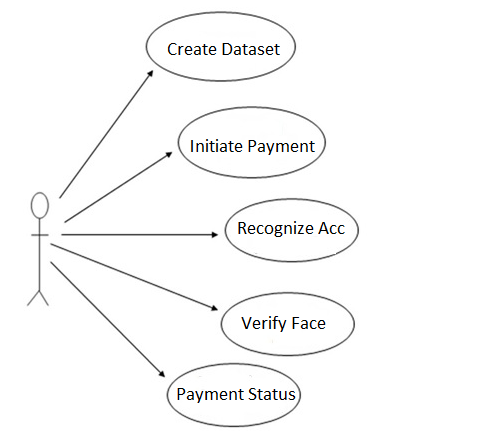 Create Dataset
Initiate Payment
Recognize Acc
Verify Face
Payment Status